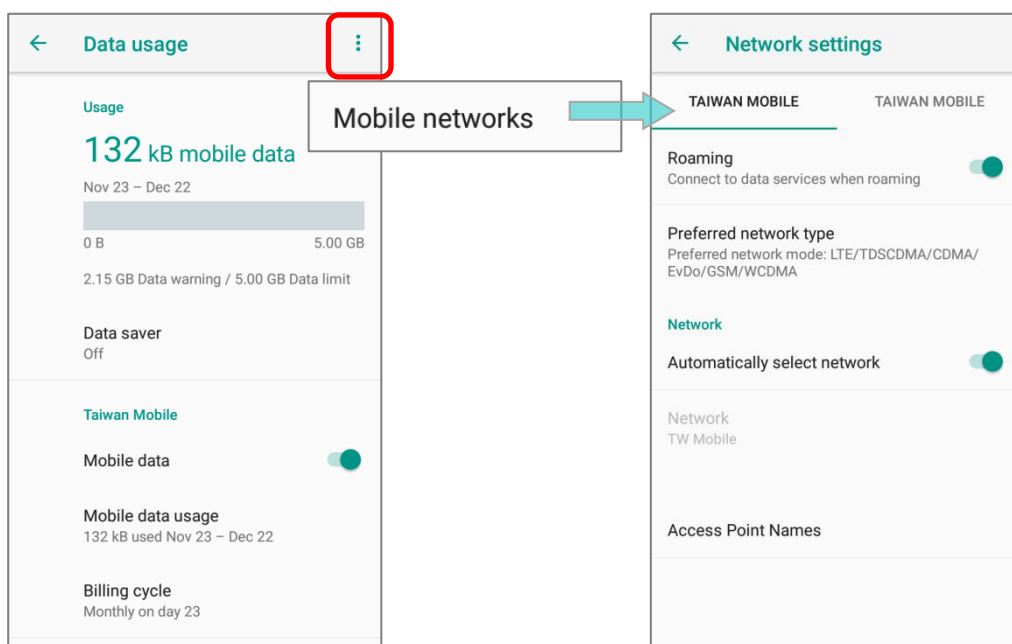 Data usage
Usage
132 kB mobile data
Nov 23 – Dec 22
0 B
5.00 GB
2.15 GB Data warning / 5.00 GB Data limit
Data saver
Off
Taiwan Mobile
Mobile data
Mobile data usage
132 kB used Nov 23 – Dec 22
Billing cycle
Monthly on day 23
Mobile networks
Network settings
TAIWAN MOBILE
TAIWAN MOBILE
Roaming
Connect to data services when roaming
Preferred network type
Preferred network mode: LTE/TDSCDMA/CDMA/
EvDo/GSM/WCDMA
Network
Automatically select network
Network
TW Mobile
Access Point Names